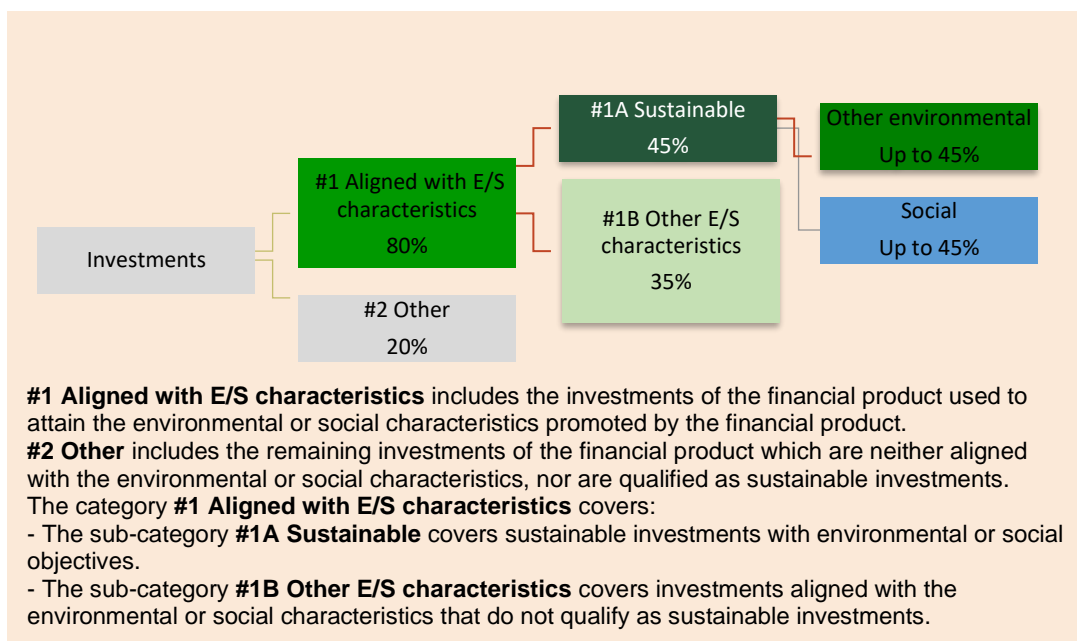 #1A Sustainable
45%
Other environmental
Up to 45%
#1 Aligned with E/S
characteristics
80%
#1B Other E/S
characteristics
35%
Social
Up to 45%
Investments
#2 Other
20%
#1 Aligned with E/S characteristics includes the investments of the financial product used to
attain the environmental or social characteristics promoted by the financial product.
#2 Other includes the remaining investments of the financial product which are neither aligned
with the environmental or social characteristics, nor are qualified as sustainable investments.
The category #1 Aligned with E/S characteristics covers:
- The sub-category #1A Sustainable covers sustainable investments with environmental or social
objectives.
- The sub-category #1B Other E/S characteristics covers investments aligned with the
environmental or social characteristics that do not qualify as sustainable investments.